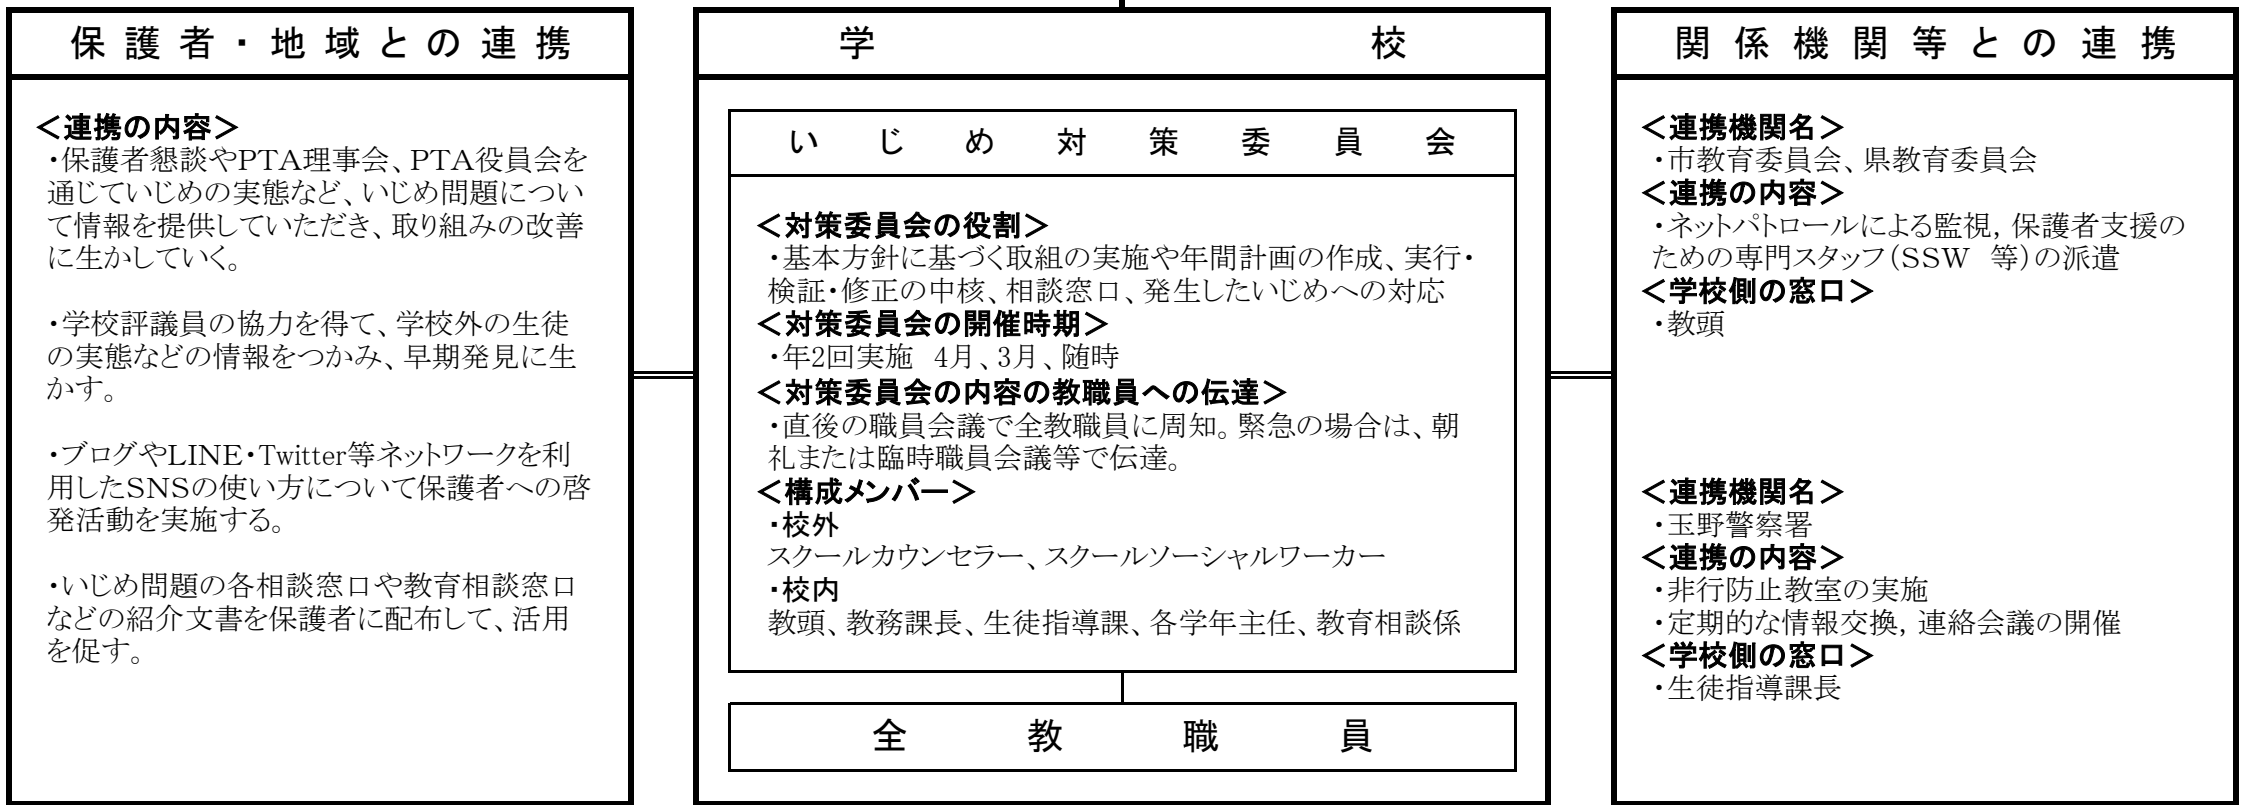 保護者・地域との連携
＜連携の内容＞
・保護者懇談やPTA理事会、PTA役員会を
通じていじめの実態など、いじめ問題につい
て情報を提供していただき、取り組みの改善
に生かしていく。
・学校評議員の協力を得て、学校外の生徒
の実態などの情報をつかみ、早期発見に生
かす。
・ブログやLINE・Twitter等ネットワークを利
用したSNSの使い方について保護者への啓
発活動を実施する。
・いじめ問題の各相談窓口や教育相談窓口
などの紹介文書を保護者に配布して、活用
を促す。
学校
いじめ対策委員会
＜対策委員会の役割＞
・基本方針に基づく取組の実施や年間計画の作成、実行・
検証・修正の中核、相談窓口、発生したいじめへの対応
＜対策委員会の開催時期＞
・年2回実施　4月、3月、随時
＜対策委員会の内容の教職員への伝達＞
・直後の職員会議で全教職員に周知。緊急の場合は、朝
礼または臨時職員会議等で伝達。
＜構成メンバー＞
・校外
スクールカウンセラー、スクールソーシャルワーカー
・校内
教頭、教務課長、生徒指導課、各学年主任、教育相談係
全教職員
関係機関等との連携
＜連携機関名＞
・市教育委員会、県教育委員会
＜連携の内容＞
・ネットパトロールによる監視，保護者支援の
ための専門スタッフ（SSW　等）の派遣
＜学校側の窓口＞
・教頭
＜連携機関名＞
・玉野警察署
＜連携の内容＞
・非行防止教室の実施
・定期的な情報交換，連絡会議の開催
＜学校側の窓口＞
・生徒指導課長